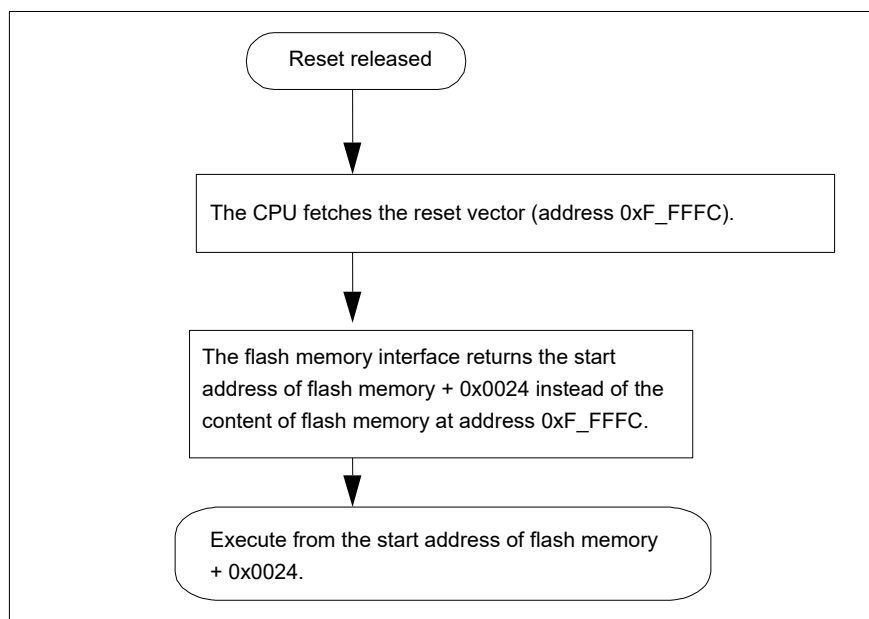 Reset released
The CPU fetches the reset vector (address 0xF_FFFC).
The flash memory interface returns the start
address of flash memory + 0x0024 instead of the
content of flash memory at address 0xF_FFFC.
Execute from the start address of flash memory
+ 0x0024.